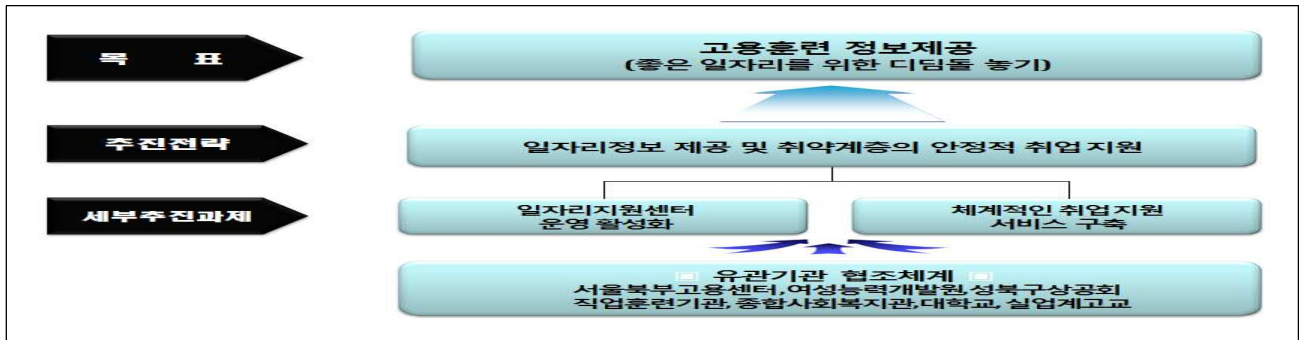 목 표
고용훈련 정보제공
(좋은 일자리를 위한 디딤돌 놓기)
추진전략
일자리정보 제공 및 취약계층의 안정적 취업 지원
세부추진과제
일자리지원센터
운영 활성화
체계적인 취업지원
서비스 구축
유관기관 협조체계
서울북부고용센터,여성능력개발원,성북구상공회
직업훈련기관,종합사회복지관,대학교, 실업계고교